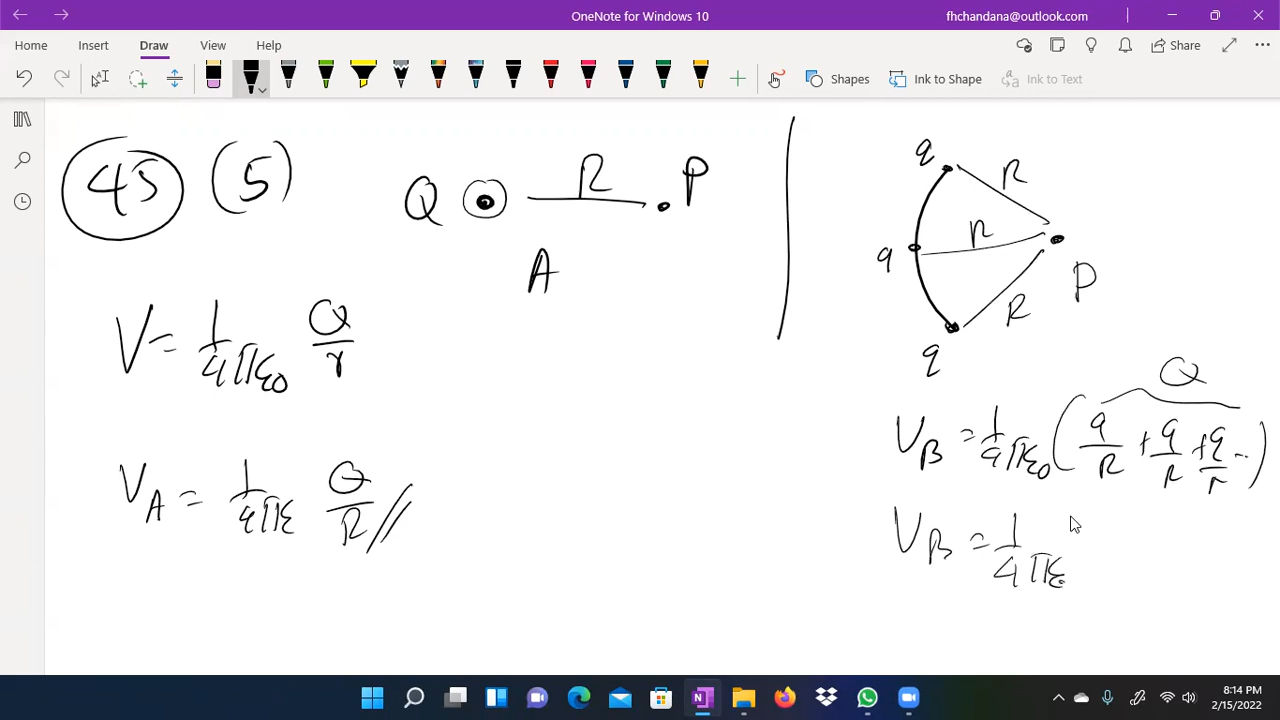 OneNote for Windows 10
fhchandana@outlook.com
Home Insert Draw View Help
Share
Shapes
Ink to Shape
Ink to Text
45 (5)
Q R . P
A
V = 1/4πε0 Q/r
V_A = 1/4πε Q/R //
q R
q R
q R
P
Q
V_B = 1/4πε0 (q/R + q/R + q/r ...)
V_B = 1/4πε0
8:14 PM
2/15/2022